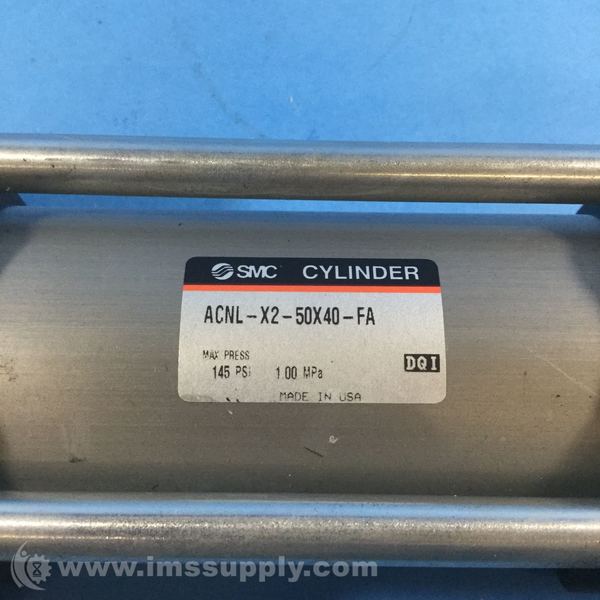 SMC CYLINDER
ACNL-X2-50X40-FA
MAX PRESS
145 PSI 1.00 MPa
DQI
MADE IN USA
www.imssupply.com